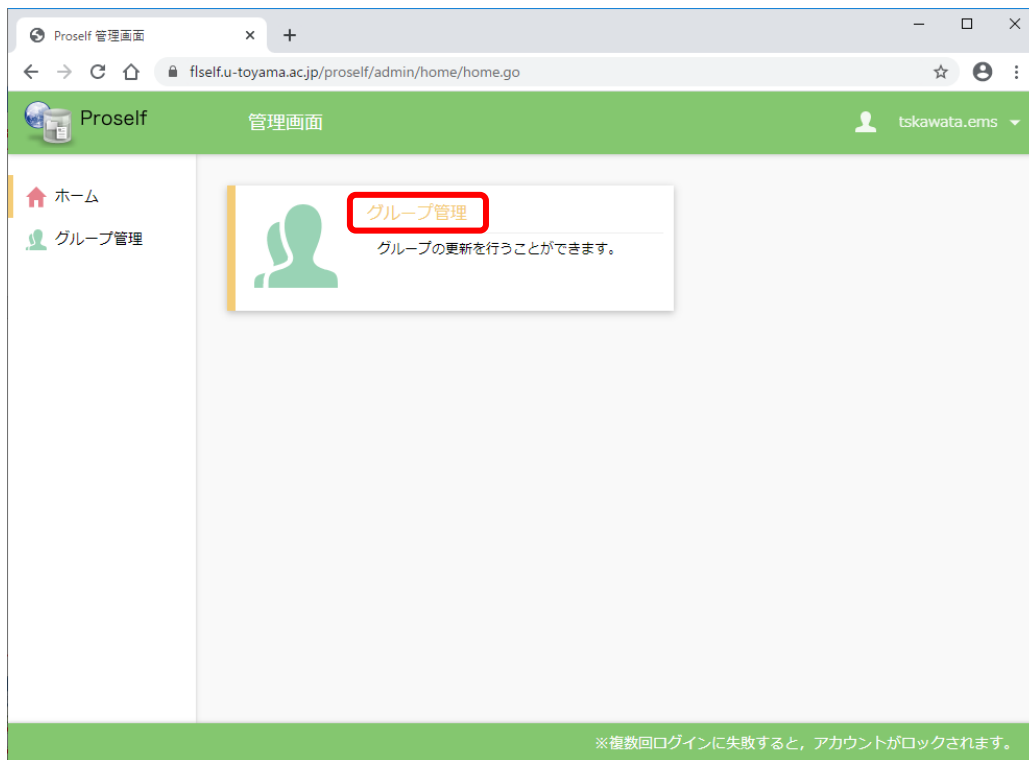 Proself 管理画面
flself.u-toyama.ac.jp/proself/admin/home/home.go
Proself
管理画面
tskawata.ems
ホーム
グループ管理
グループ管理
グループの更新を行うことができます。
※複数回ログインに失敗すると，アカウントがロックされます。